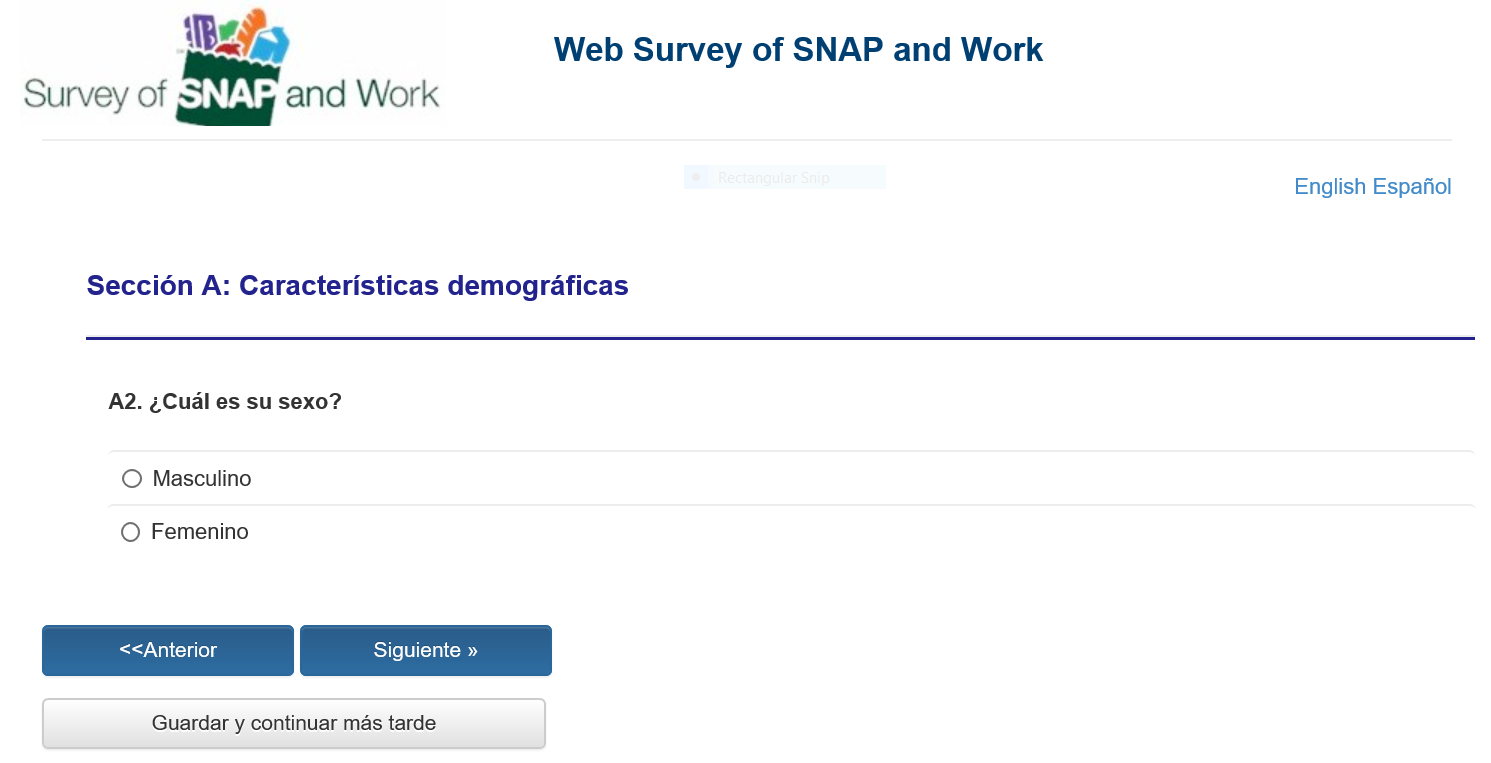 Survey of SNAP and Work
Web Survey of SNAP and Work
Rectangular Snip
English Español
Sección A: Características demográficas
A2. ¿Cuál es su sexo?
Masculino
Femenino
<<Anterior
Siguiente »
Guardar y continuar más tarde